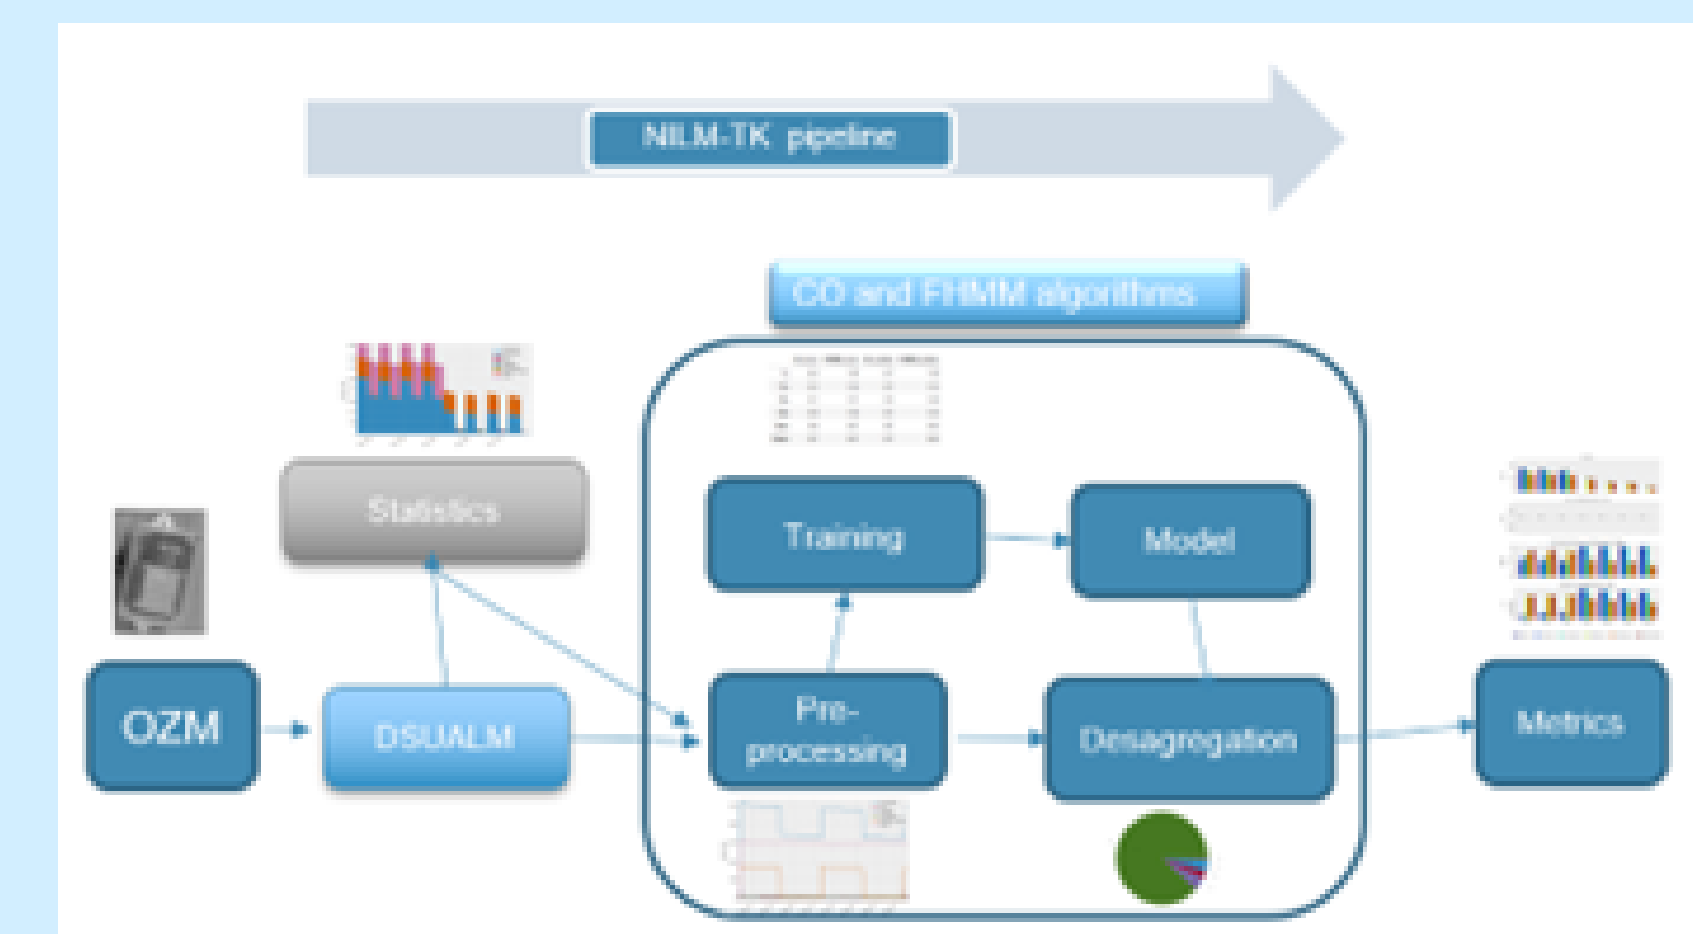 NILM-TK pipeline
CO and FHMM algorithms
Statistics
Training
Model
OZM
DSUALM
Pre-
processing
Desagregation
Metrics